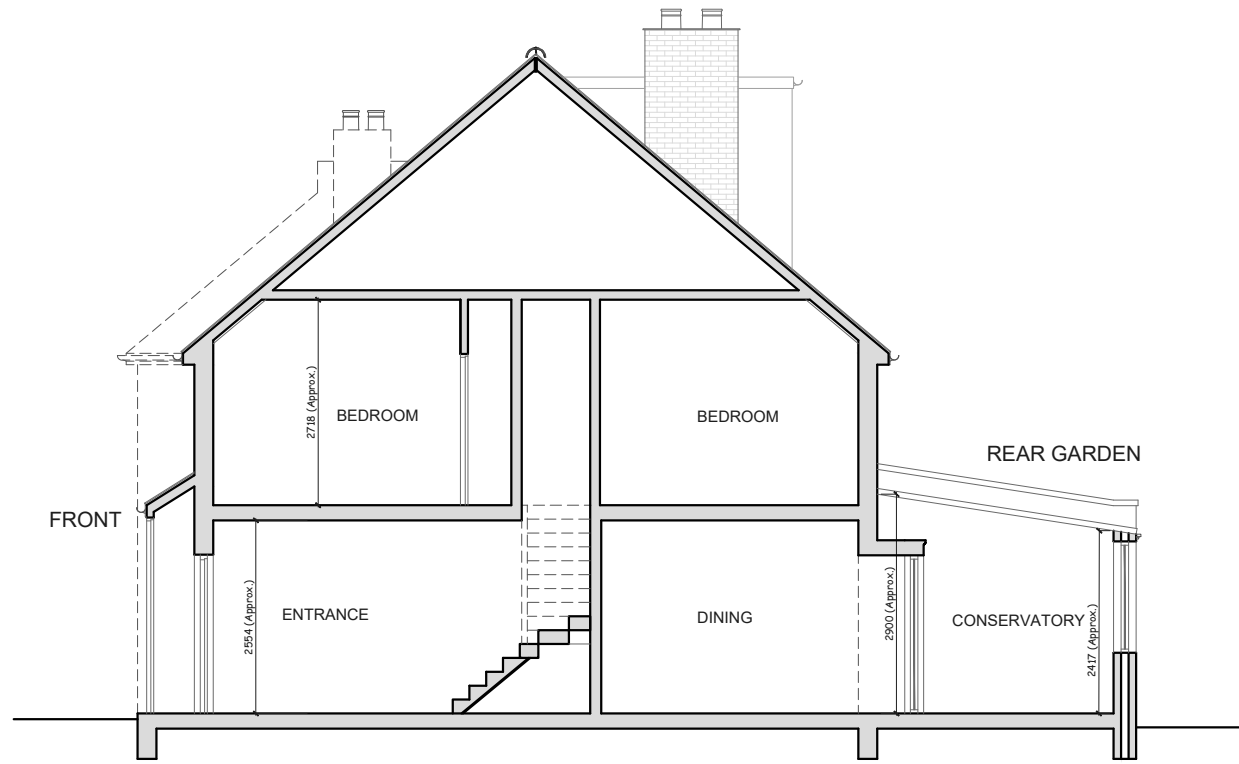 2718 (Approx.)
BEDROOM
BEDROOM
REAR GARDEN
FRONT
2554 (Approx.)
ENTRANCE
DINING
2900 (Approx.)
CONSERVATORY
2417 (Approx.)